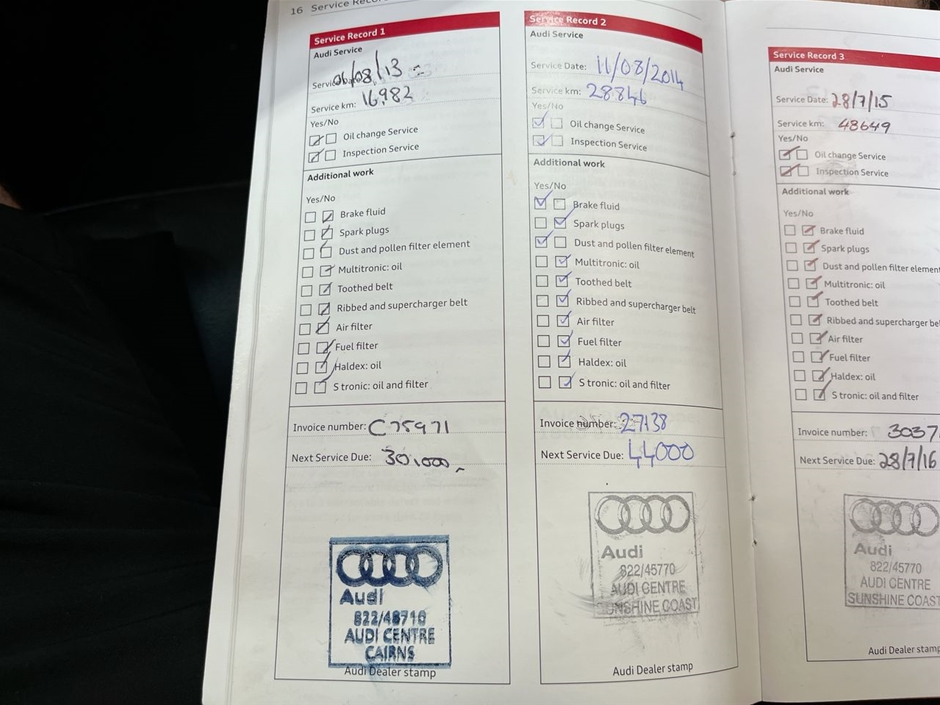 16 Service Record
Service Record 1
Audi Service
06/08/13
Service km: 16982
Yes/No
Oil change Service
Inspection Service
Additional work
Yes/No
Brake fluid
Spark plugs
Dust and pollen filter element
Multitronic: oil
Toothed belt
Ribbed and supercharger belt
Air filter
Fuel filter
Haldex: oil
S tronic: oil and filter
Invoice number: C75971
Next Service Due: 30,000
Audi
AUDI CENTRE
CAIRNS
Audi Dealer stamp
Service Record 2
Audi Service
Service Date: 11/08/2014
Service km: 28846
Yes/No
Oil change Service
Inspection Service
Additional work
Yes/No
Brake fluid
Spark plugs
Dust and pollen filter element
Multitronic: oil
Toothed belt
Ribbed and supercharger belt
Air filter
Fuel filter
Haldex: oil
S tronic: oil and filter
Invoice number: 27138
Next Service Due: 44000
Audi
822/45770
AUDI CENTRE
SUNSHINE COAST
Audi Dealer stamp
Service Record 3
Audi Service
Service Date: 28/7/15
Service km: 48649
Yes/No
Oil change Service
Inspection Service
Additional work
Yes/No
Brake fluid
Spark plugs
Dust and pollen filter element
Multitronic: oil
Toothed belt
Ribbed and supercharger be
Air filter
Fuel filter
Haldex: oil
S tronic: oil and filter
Invoice number: 3037
Next Service Due: 28/7/16
Audi
822/45770
AUDI CENTRE
SUNSHINE COAST
Audi Dealer stamp